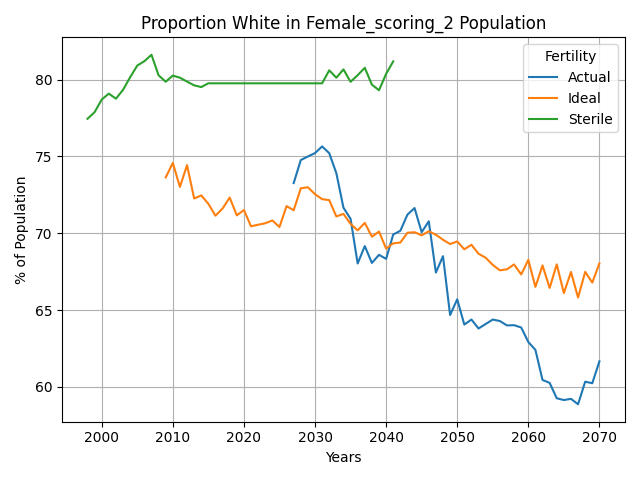 Proportion White in Female_scoring_2 Population
Fertility
Actual
Ideal
Sterile
% of Population
80
75
70
65
60
2000 2010 2020 2030 2040 2050 2060 2070
Years